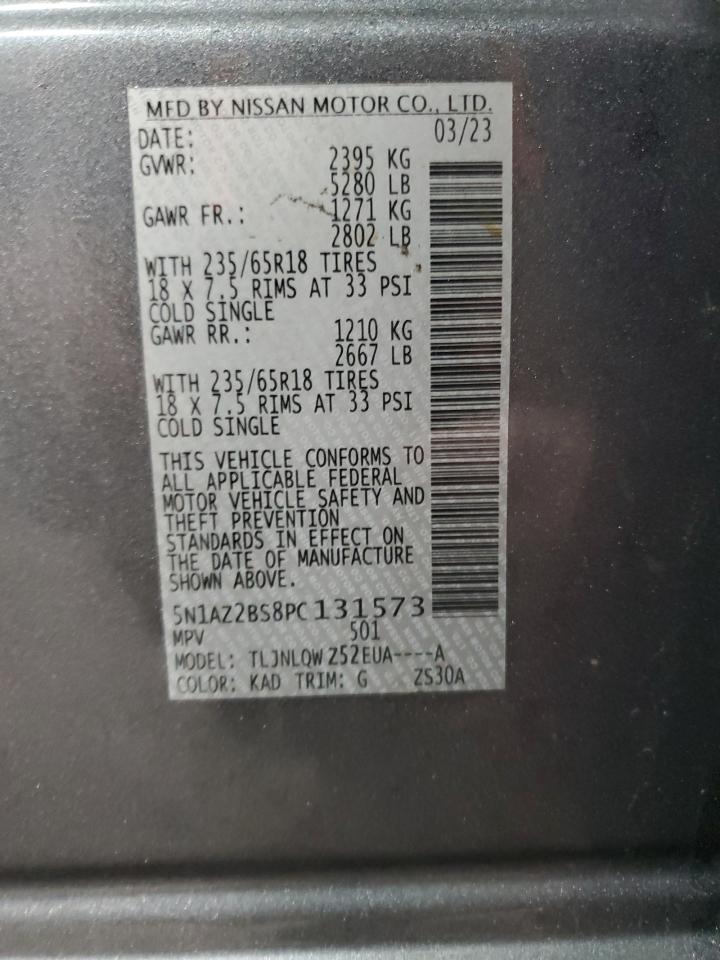 MFD BY NISSAN MOTOR CO., LTD.
DATE: 03/23
GVWR: 2395 KG
5280 LB
GAWR FR.: 1271 KG
2802 LB
WITH 235/65R18 TIRES
18 X 7.5 RIMS AT 33 PSI
COLD SINGLE
GAWR RR.: 1210 KG
2667 LB
WITH 235/65R18 TIRES
18 X 7.5 RIMS AT 33 PSI
COLD SINGLE
THIS VEHICLE CONFORMS TO
ALL APPLICABLE FEDERAL
MOTOR VEHICLE SAFETY AND
THEFT PREVENTION
STANDARDS IN EFFECT ON
THE DATE OF MANUFACTURE
SHOWN ABOVE.
5N1AZ2BS8PC131573
MPV 501
MODEL: TLJNLQW Z52EUA----A
COLOR: KAD TRIM: G ZS30A